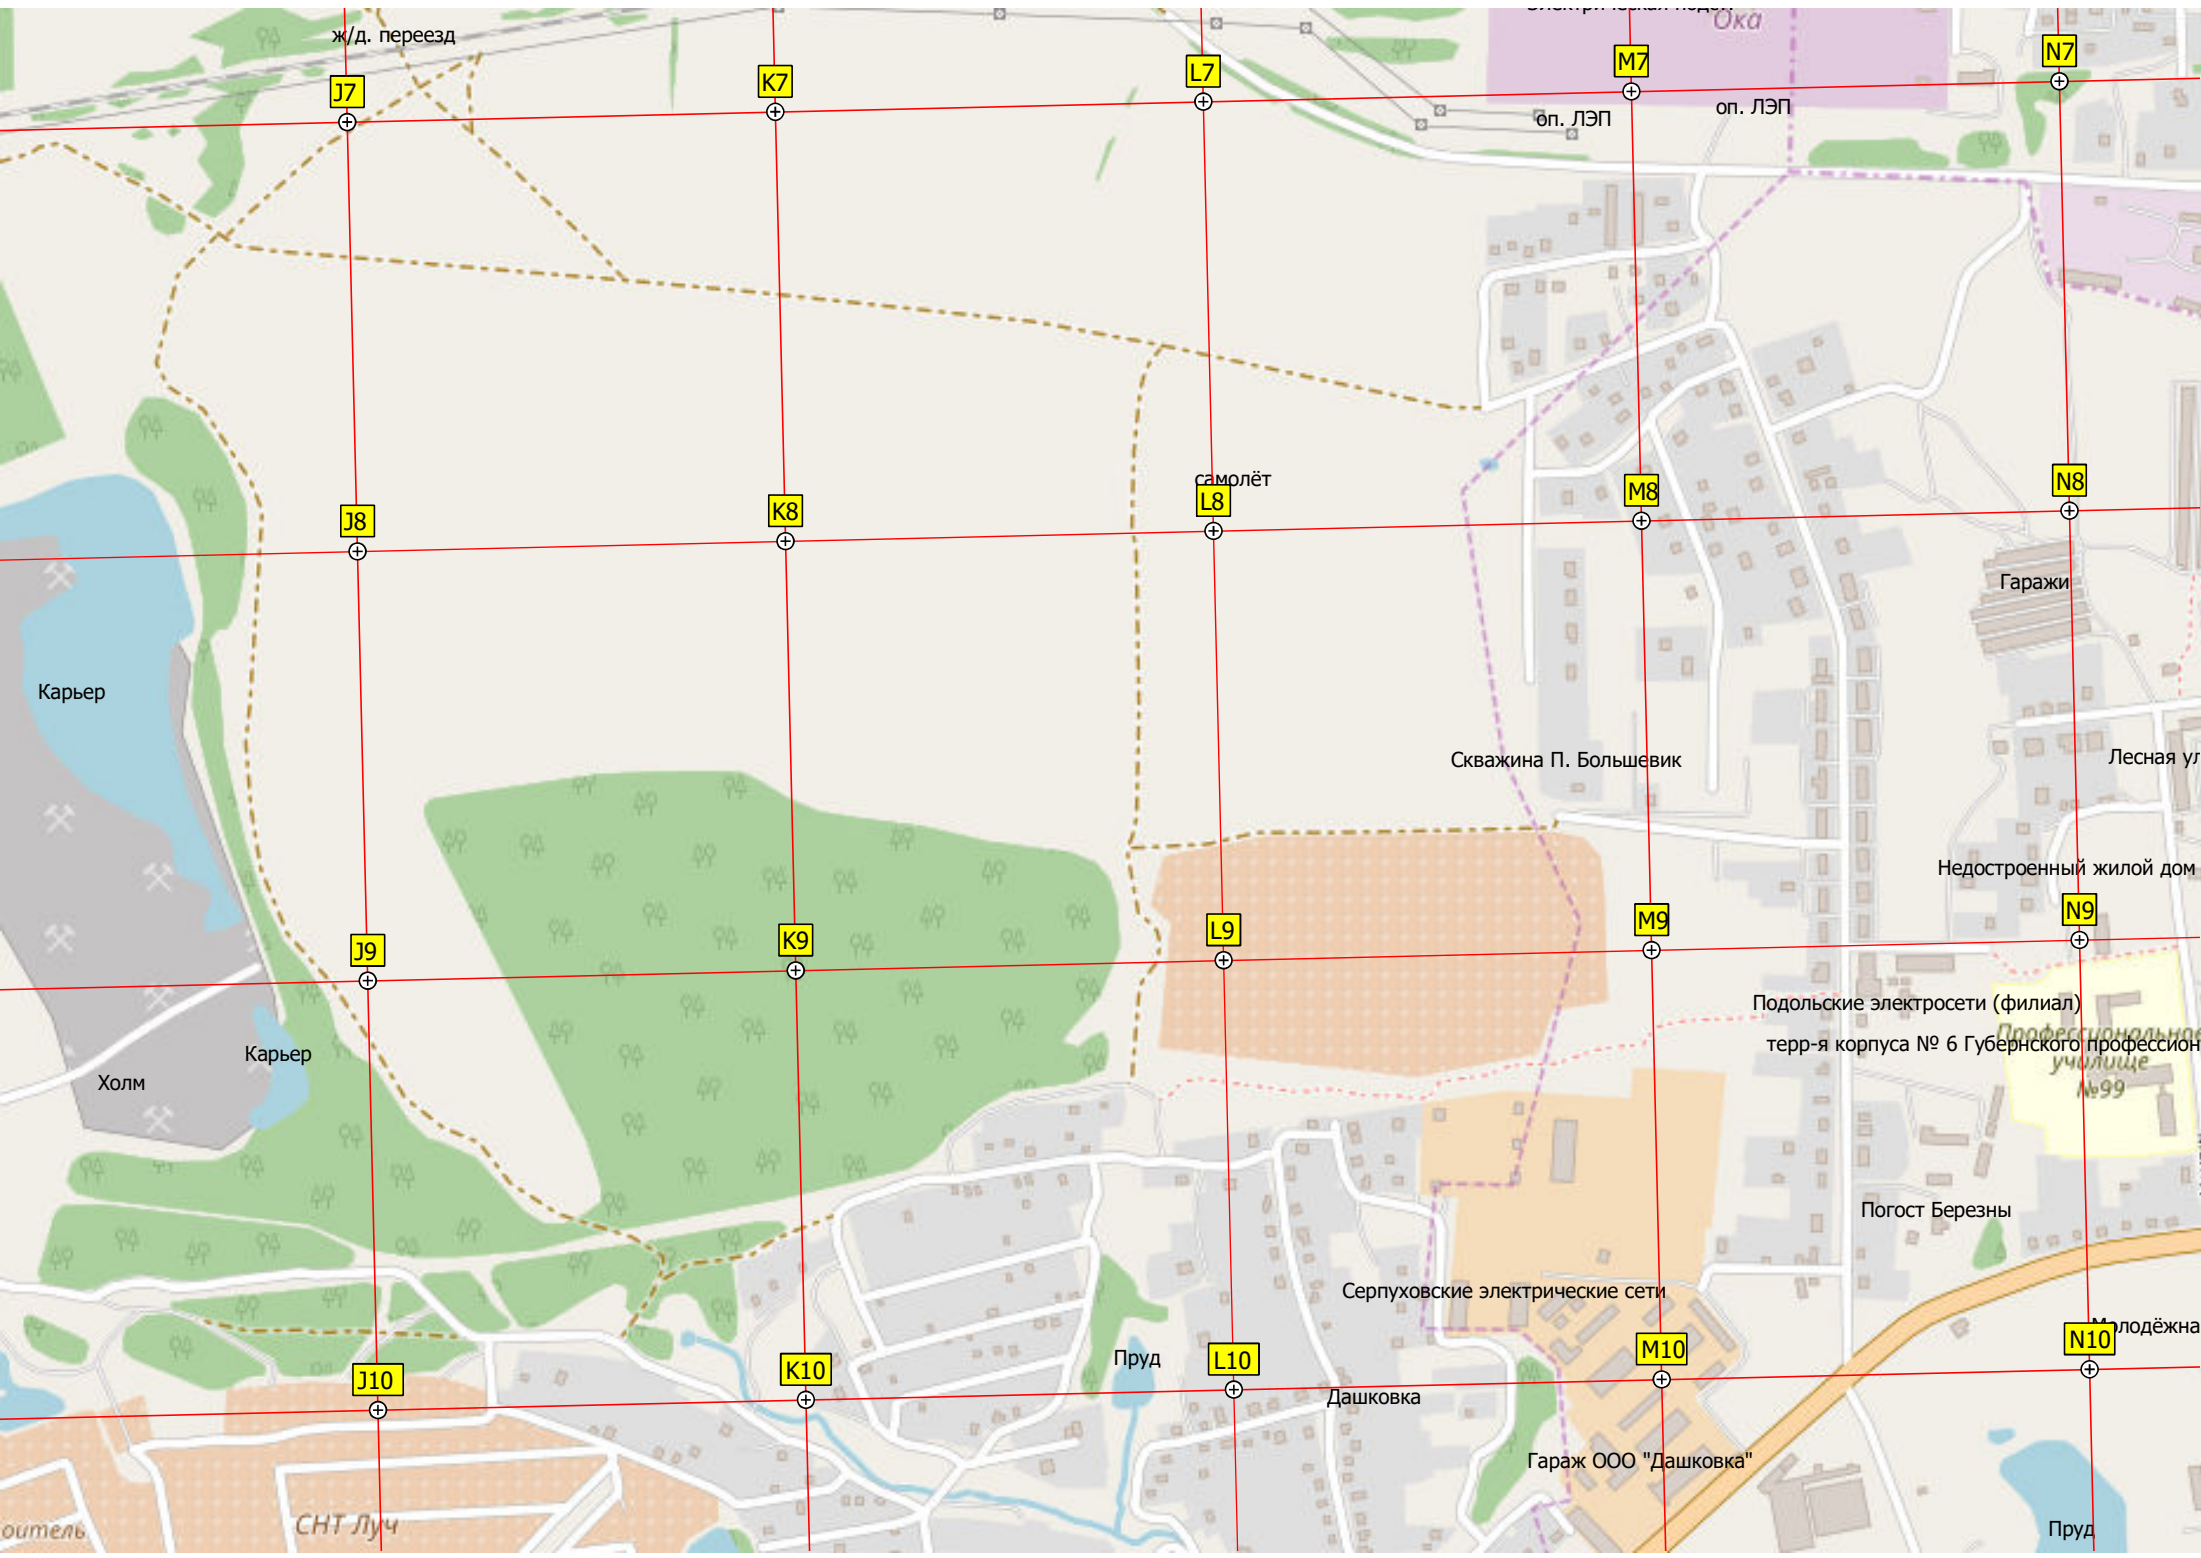 Ока
ж/д. переезд
J7
K7
L7
M7
N7
оп. ЛЭП
оп. ЛЭП
самолёт
J8
K8
L8
M8
N8
Гаражи
Карьер
Скважина П. Большевик
Лесная ул
Недостроенный жилой дом
J9
K9
L9
M9
N9
Подольские электросети (филиал)
Профессиональное
училище
№99
терр-я корпуса № 6 Губернского профессион
Карьер
Холм
Погост Березны
Серпуховские электрические сети
Молодёжна
Пруд
J10
K10
L10
M10
N10
Дашковка
Гараж ООО "Дашковка"
СНТ Луч
оитель
Пруд